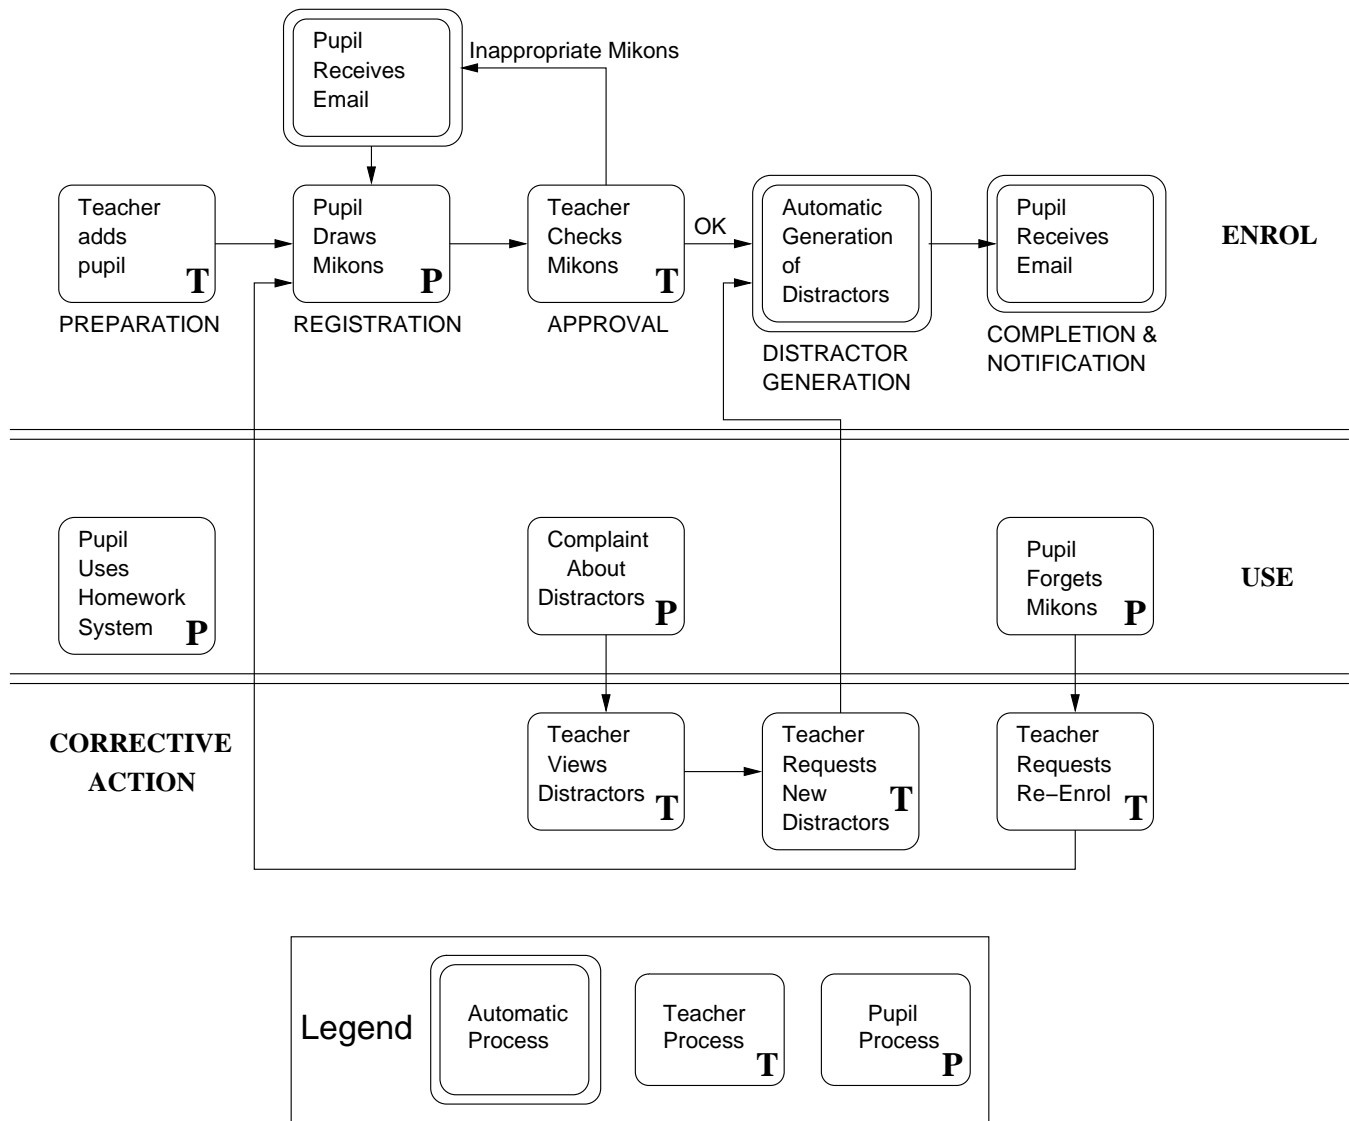 Pupil
Receives
Email
Inappropriate Mikons
Teacher
adds
pupil
T
PREPARATION
Pupil
Draws
Mikons
P
REGISTRATION
Teacher
Checks
Mikons
T
APPROVAL
OK
Automatic
Generation
of
Distractors
DISTRACTOR
GENERATION
Pupil
Receives
Email
COMPLETION &
NOTIFICATION
ENROL
Pupil
Uses
Homework
System
P
Complaint
About
Distractors
P
Pupil
Forgets
Mikons
P
USE
CORRECTIVE
ACTION
Teacher
Views
Distractors
T
Teacher
Requests
New
Distractors
T
Teacher
Requests
Re−Enrol
T
Legend
Automatic
Process
Teacher
Process
T
Pupil
Process
P